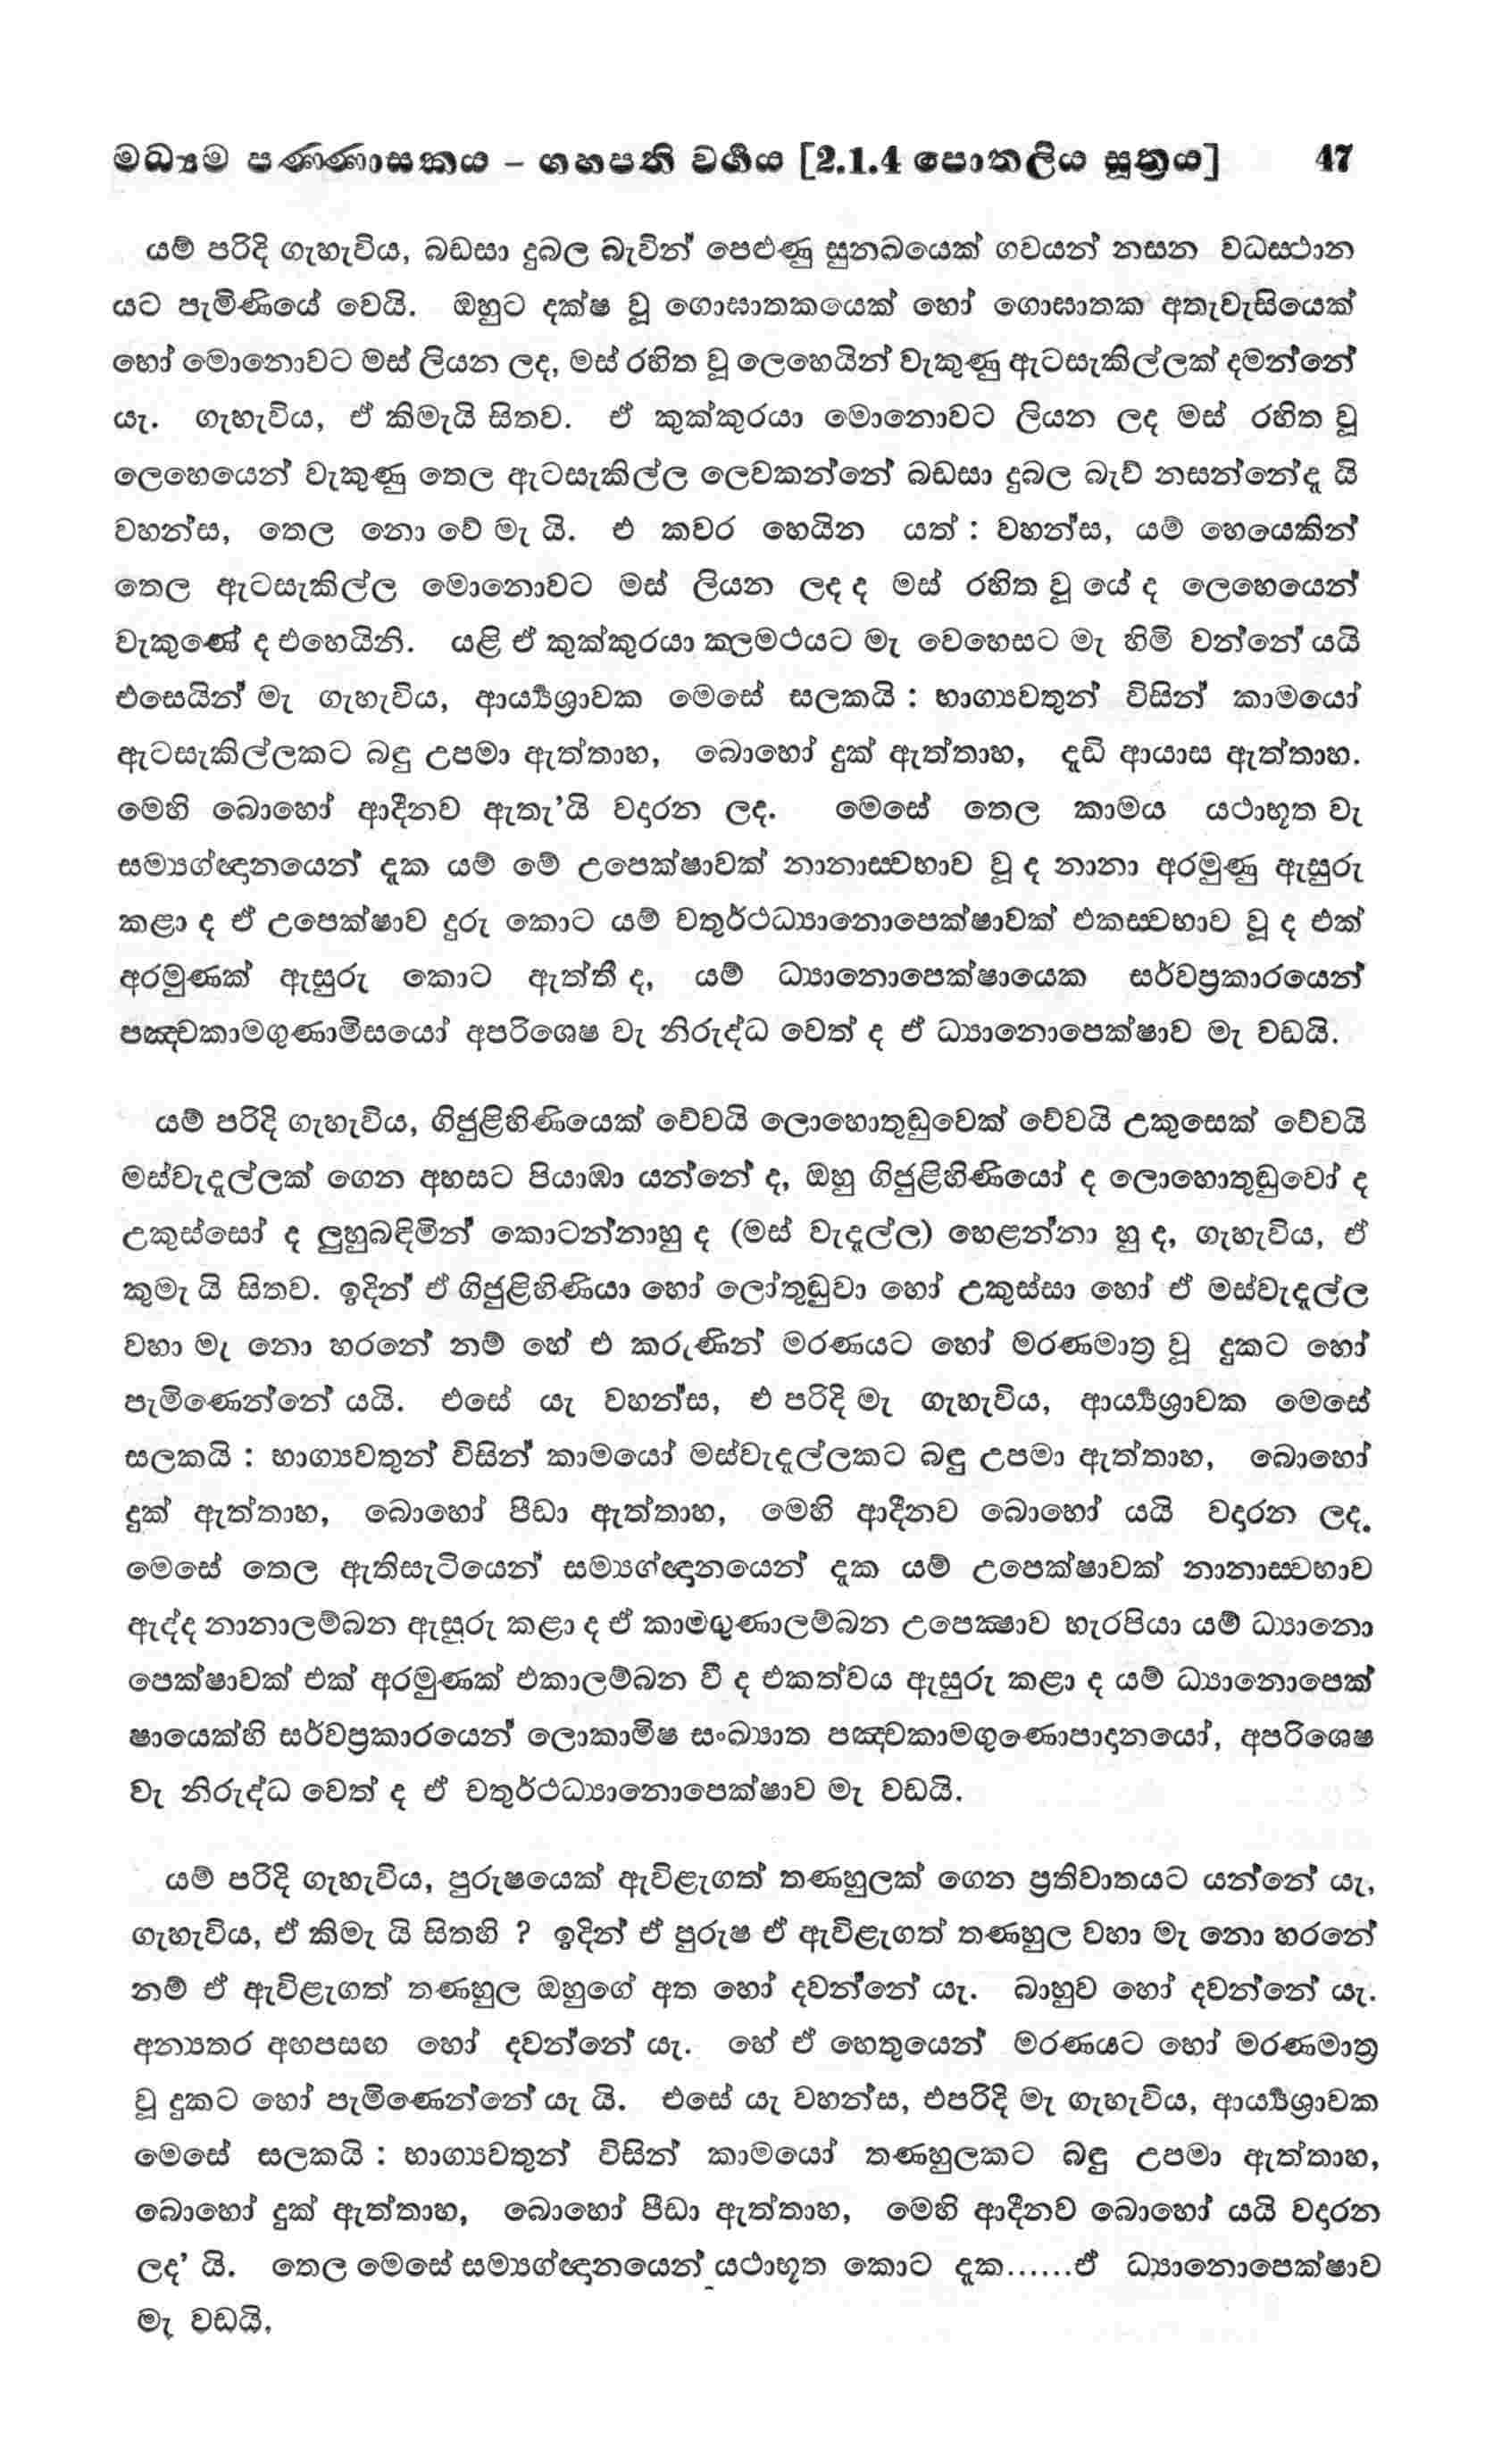 මධ්‍යම පණ්ණාසකය – ගහපති වර්‍ගය [2.1.4 පොතලිය සූත්‍රය] 47
යම් පරිදි ගැහැවිය, බඩසා දුබල බැවින් පෙළුණු සුනඛයෙක් ගවයන් නසන වධස්ථාන
යට පැමිණියේ වෙයි. ඔහුට දක්ෂ වූ ගොඝාතකයෙක් හෝ ගොඝාතක අතැවැසියෙක්
හෝ මොනොවට මස් ලියන ලද, මස් රහිත වූ ලෙහෙයින් වැකුණු ඇටසැකිල්ලක් දමන්නේ
යැ. ගැහැවිය, ඒ කිමැයි සිතව. ඒ කුක්කුරයා මොනොවට ලියන ලද මස් රහිත වූ
ලෙහෙයෙන් වැකුණු තෙල ඇටසැකිල්ල ලෙවකන්නේ බඩසා දුබල බැව් නසන්නේදැ යි
වහන්ස, තෙල නො වේ මැ යි. එ කවර හෙයින යත් : වහන්ස, යම් හෙයෙකින්
තෙල ඇටසැකිල්ල මොනොවට මස් ලියන ලද ද මස් රහිත වූ යේ ද ලෙහෙයෙන්
වැකුණේ ද එහෙයිනි. යළි ඒ කුක්කුරයා ක්‍ලමථයට මැ වෙහෙසට මැ හිමි වන්නේ යයි
එසෙයින් මැ ගැහැවිය, ආර්‍ය්‍යශ්‍රාවක මෙසේ සලකයි : භාග්‍යවතුන් විසින් කාමයෝ
ඇටසැකිල්ලකට බඳු උපමා ඇත්තාහ, බොහෝ දුක් ඇත්තාහ, දැඩි ආයාස ඇත්තාහ.
මෙහි බොහෝ ආදීනව ඇතැ’යි වදාරන ලද. මෙසේ තෙල කාමය යථාභූත වැ
සම්‍යග්ඥානයෙන් දැක යම් මේ උපෙක්ෂාවක් නානාස්වභාව වූ ද නානා අරමුණු ඇසුරු
කළා ද ඒ උපෙක්ෂාව දුරු කොට යම් චතුර්ථධ්‍යානොපෙක්ෂාවක් එකස්වභාව වූ ද එක්
අරමුණක් ඇසුරු කොට ඇත්තී ද, යම් ධ්‍යානොපෙක්ෂායෙක සර්වප්‍රකාරයෙන්
පඤ්චකාමගුණාමිසයෝ අපරිශෙෂ වැ නිරුද්ධ වෙත් ද ඒ ධ්‍යානොපෙක්ෂාව මැ වඩයි.
යම් පරිදි ගැහැවිය, ගිජුළිහිණියෙක් වේවයි ලොහොතුඩුවෙක් වේවයි උකුසෙක් වේවයි
මස්වැදැල්ලක් ගෙන අහසට පියාඹා යන්නේ ද, ඔහු ගිජුළිහිණියෝ ද ලොහොතුඩුවෝ ද
උකුස්සෝ ද ලුහුබඳිමින් කොටන්නාහු ද (මස් වැදැල්ල) හෙළන්නා හු ද, ගැහැවිය, ඒ
කුමැ යි සිතව. ඉදින් ඒ ගිජුළිහිණියා හෝ ලෝතුඩුවා හෝ උකුස්සා හෝ ඒ මස්වැදැල්ල
වහා මැ නො හරනේ නම් හේ එ කරුණින් මරණයට හෝ මරණමාත්‍ර වූ දුකට හෝ
පැමිණෙන්නේ යයි. එසේ යැ වහන්ස, එ පරිදි මැ ගැහැවිය, ආර්‍ය්‍යශ්‍රාවක මෙසේ
සලකයි : භාග්‍යවතුන් විසින් කාමයෝ මස්වැදැල්ලකට බඳු උපමා ඇත්තාහ, බොහෝ
දුක් ඇත්තාහ, බොහෝ පීඩා ඇත්තාහ, මෙහි ආදීනව බොහෝ යයි වදාරන ලද.
මෙසේ තෙල ඇතිසැටියෙන් සම්‍යග්ඥානයෙන් දැක යම් උපෙක්ෂාවක් නානාස්වභාව
ඇද්ද නානාලම්බන ඇසුරු කළා ද ඒ කාමගුණාලම්බන උපෙක්‍ෂාව හැරපියා යම් ධ්‍යානො
පෙක්ෂාවක් එක් අරමුණක් එකාලම්බන වී ද එකත්වය ඇසුරු කළා ද යම් ධ්‍යානොපෙක්
ෂායෙක්හි සර්වප්‍රකාරයෙන් ලොකාමිෂ සංඛ්‍යාත පඤ්චකාමගුණොපාදානයෝ, අපරිශෙෂ
වැ නිරුද්ධ වෙත් ද ඒ චතුර්ථධ්‍යානොපෙක්ෂාව මැ වඩයි.
යම් පරිදි ගැහැවිය, පුරුෂයෙක් ඇවිළැගත් තණහුලක් ගෙන ප්‍රතිවාතයට යන්නේ යැ,
ගැහැවිය, ඒ කිමැ යි සිතහි ? ඉදින් ඒ පුරුෂ ඒ ඇවිළැගත් තණහුල වහා මැ නො හරනේ
නම් ඒ ඇවිළැගත් තණහුල ඔහුගේ අත හෝ දවන්නේ යැ. බාහුව හෝ දවන්නේ යැ.
අන්‍යතර අඟපසඟ හෝ දවන්නේ යැ. හේ ඒ හෙතුයෙන් මරණයට හෝ මරණමාත්‍ර
වූ දුකට හෝ පැමිණෙන්නේ යැ යි. එසේ යැ වහන්ස, එපරිදි මැ ගැහැවිය, ආර්‍ය්‍යශ්‍රාවක
මෙසේ සලකයි : භාග්‍යවතුන් විසින් කාමයෝ තණහුලකට බඳු උපමා ඇත්තාහ,
බොහෝ දුක් ඇත්තාහ, බොහෝ පීඩා ඇත්තාහ, මෙහි ආදීනව බොහෝ යයි වදාරන
ලද’ යි. තෙල මෙසේ සම්‍යග්ඥානයෙන් යථාභූත කොට දැක......ඒ ධ්‍යානොපෙක්ෂාව
මැ වඩයි.